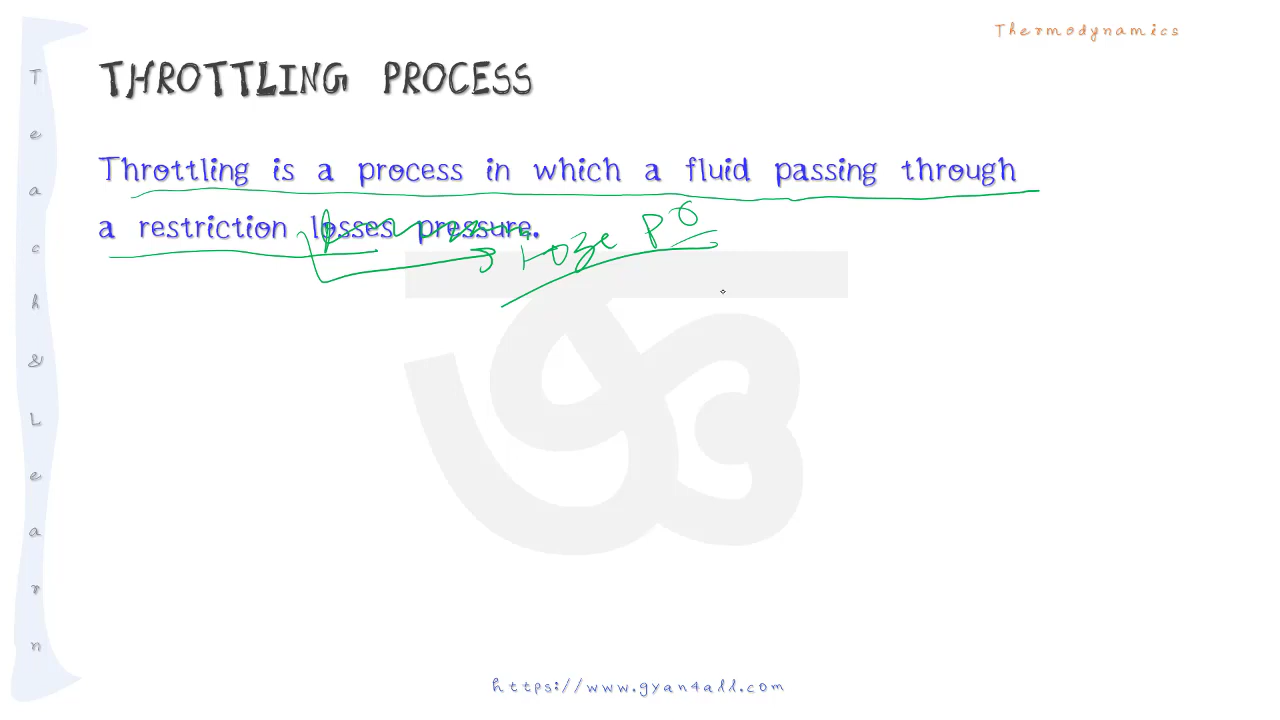 Thermodynamics
THROTTLING PROCESS
Throttling is a process in which a fluid passing through
a restriction losses pressure.
Teach & Learn
https://www.gyan4all.com